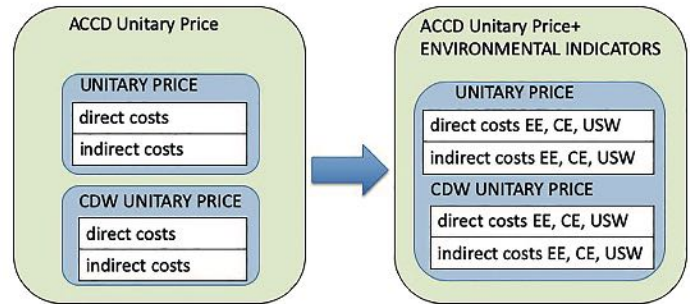 ACCD Unitary Price
UNITARY PRICE
direct costs
indirect costs
CDW UNITARY PRICE
direct costs
indirect costs
ACCD Unitary Price+
ENVIRONMENTAL INDICATORS
UNITARY PRICE
direct costs EE, CE, USW
indirect costs EE, CE, USW
CDW UNITARY PRICE
direct costs EE, CE, USW
indirect costs EE, CE, USW